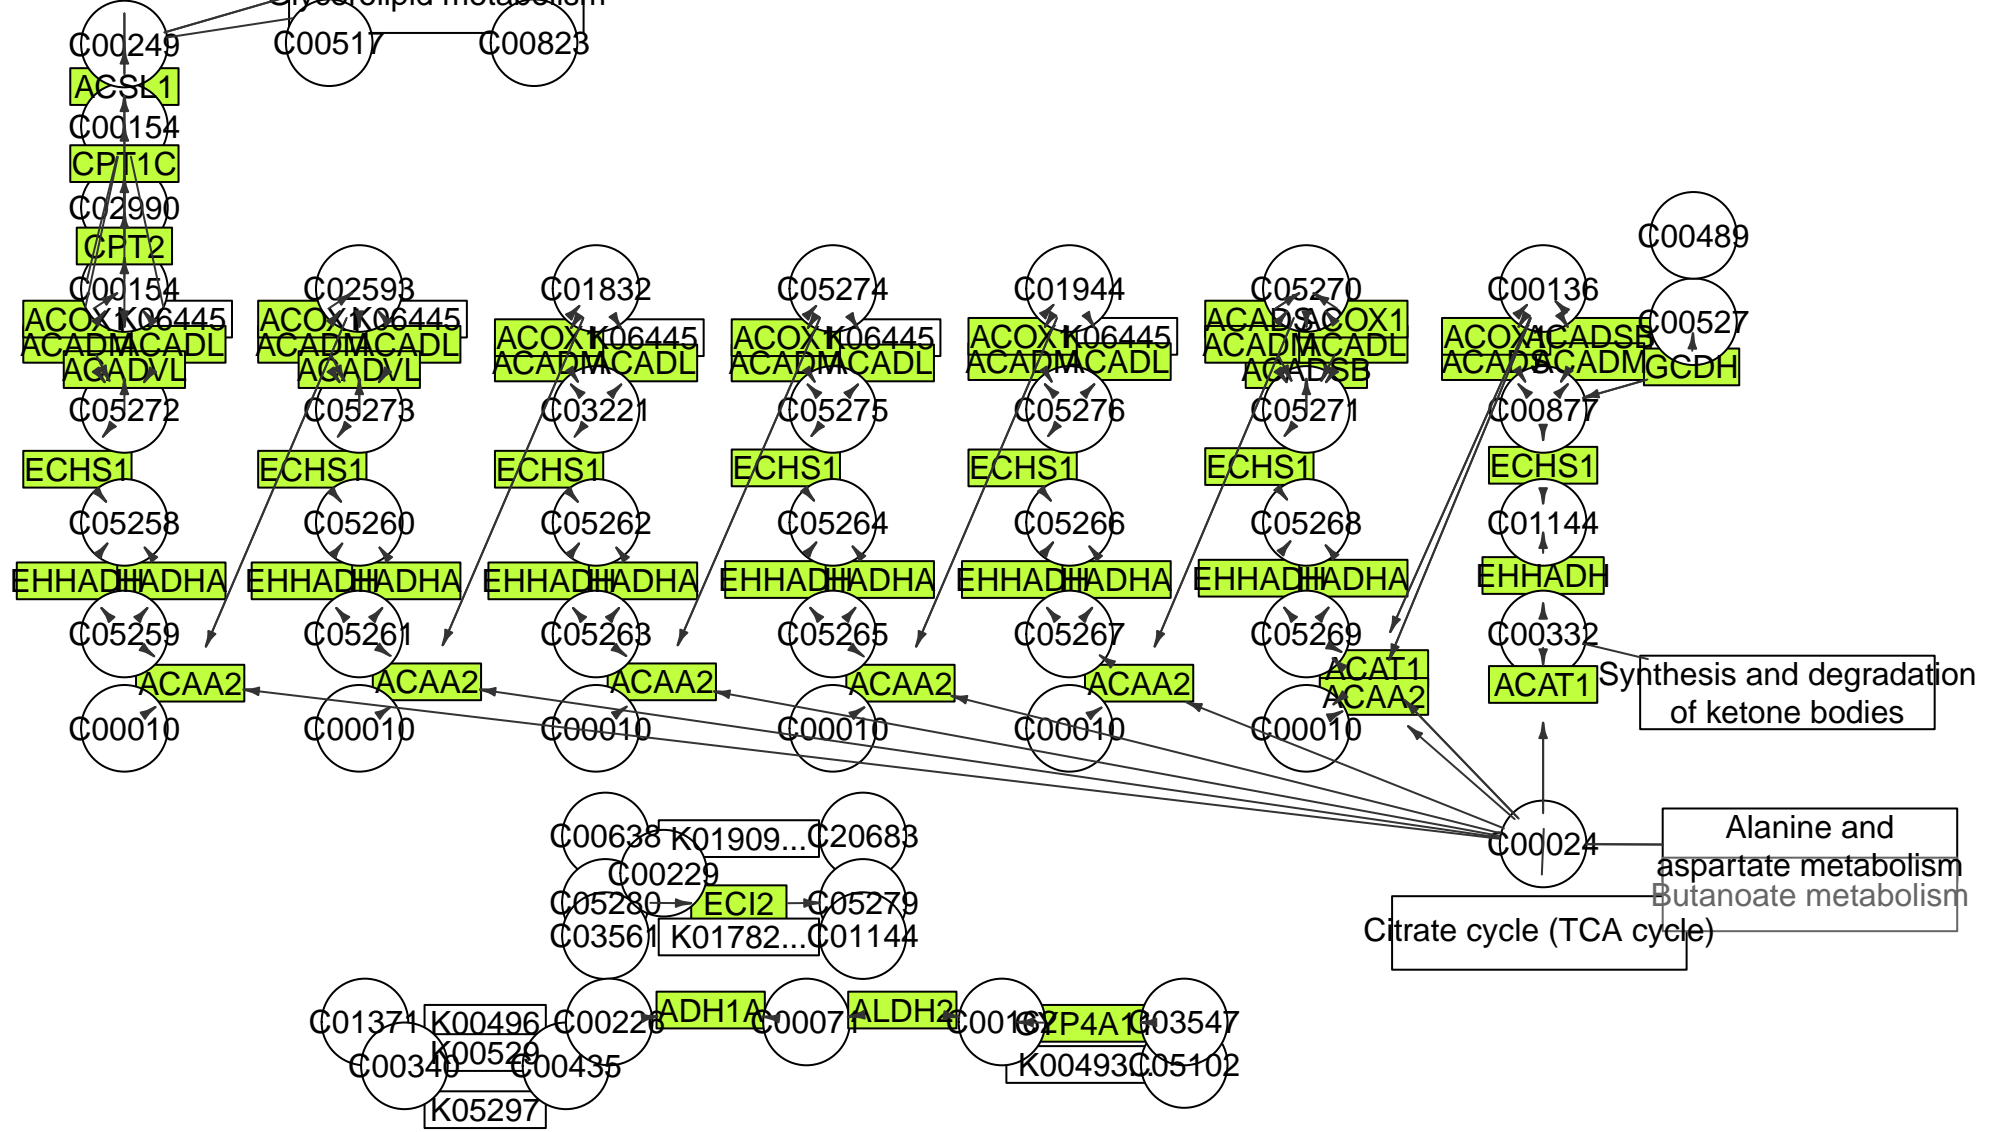 Glycerolipid metabolism
C00249 C00517 C00823
ACSL1
C00154
CPT1C
C02990
CPT2
C00489
C00154 C02593 C01832 C05274 C01944 C05270 C00136
ACOX1 K06445 ACOX1 K06445 ACADS ACOX1 C00527
ACOX1 K06445 ACOX1 K06445 ACOX1 K06445 ACOX1 ACADSB
ACADM ACADL ACADM ACADL ACADM ACADL
ACADM ACADL ACADM ACADL ACADM ACADL ACADS ACADM GCDH
ACADVL ACADVL ACADSB
C05272 C05273 C03221 C05275 C05276 C05271 C00877
ECHS1 ECHS1 ECHS1 ECHS1 ECHS1 ECHS1 ECHS1
C05258 C05260 C05262 C05264 C05266 C05268 C01144
EHHADH HADHA EHHADH HADHA EHHADH HADHA EHHADH HADHA EHHADH HADHA EHHADH HADHA EHHADH
C05259 C05261 C05263 C05265 C05267 C05269 C00332
ACAT1
ACAA2 ACAA2 ACAA2 ACAA2 ACAA2 ACAA2 ACAT1
Synthesis and degradation
of ketone bodies
C00010 C00010 C00010 C00010 C00010 C00010
C00638 K01909... C20683
C00229
C05280 ECI2 C05279
C03561 K01782... C01144
C00024
Alanine and
aspartate metabolism
Butanoate metabolism
Citrate cycle (TCA cycle)
C01371 K00496 C00226 ADH1A C00071 ALDH2 C00162 CYP4A11 C03547
K00529
C00340 C00435 K00493... C05102
K05297